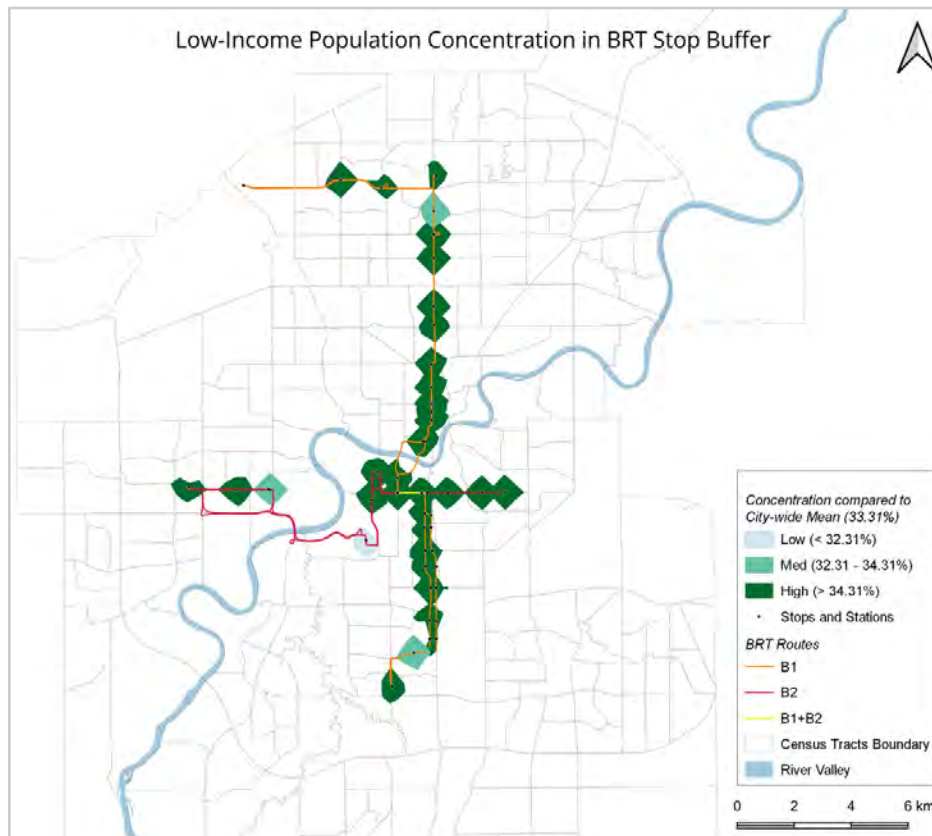 Low-Income Population Concentration in BRT Stop Buffer
Concentration compared to
City-wide Mean (33.31%)
Low (< 32.31%)
Med (32.31 - 34.31%)
High (> 34.31%)
Stops and Stations
BRT Routes
B1
B2
B1+B2
Census Tracts Boundary
River Valley
0 2 4 6 km